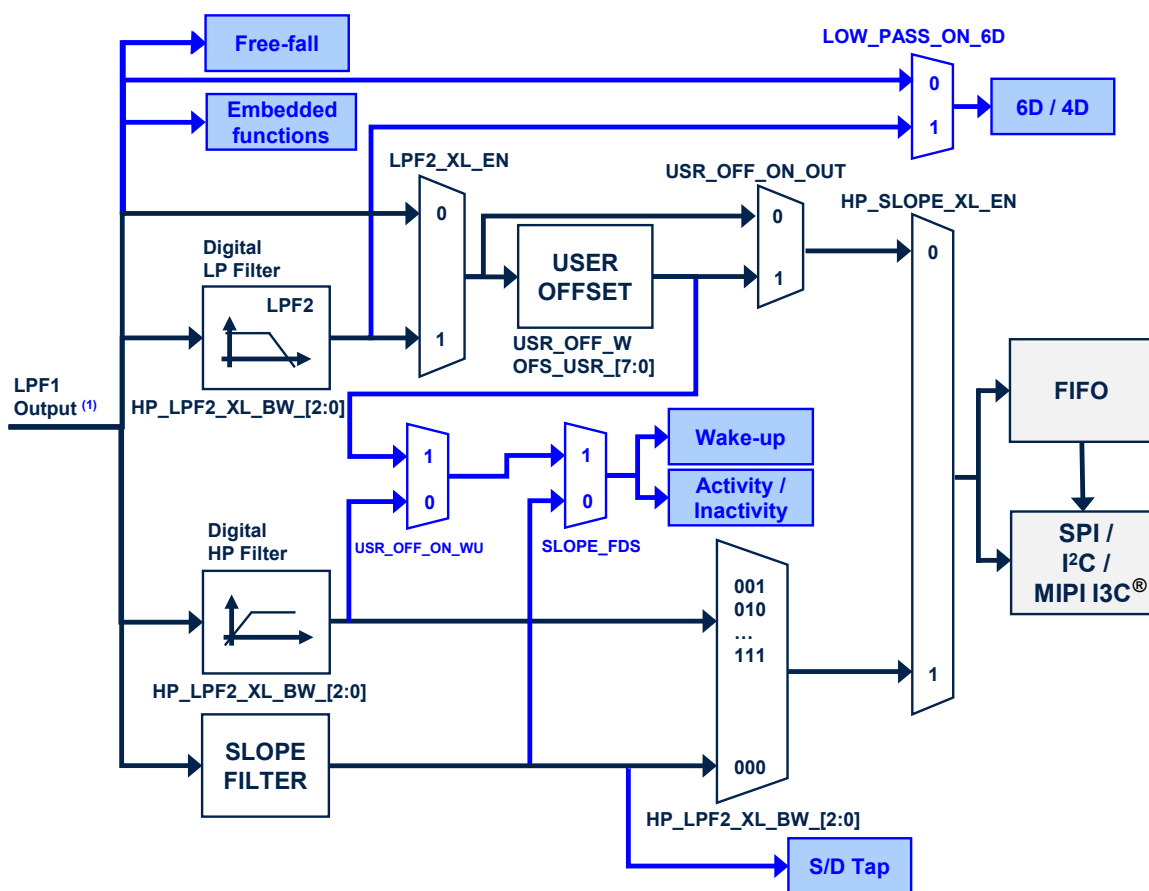 Free-fall
LOW_PASS_ON_6D
0
1
6D / 4D
Embedded
functions
LPF2_XL_EN
0
1
USR_OFF_ON_OUT
0
1
HP_SLOPE_XL_EN
0
1
Digital
LP Filter
LPF2
HP_LPF2_XL_BW_[2:0]
USER
OFFSET
USR_OFF_W
OFS_USR_[7:0]
LPF1
Output (1)
FIFO
SPI /
I²C /
MIPI I3C®
1
0
USR_OFF_ON_WU
1
0
SLOPE_FDS
Wake-up
Activity /
Inactivity
Digital
HP Filter
HP_LPF2_XL_BW_[2:0]
001
010
...
111
000
HP_LPF2_XL_BW_[2:0]
SLOPE
FILTER
S/D Tap